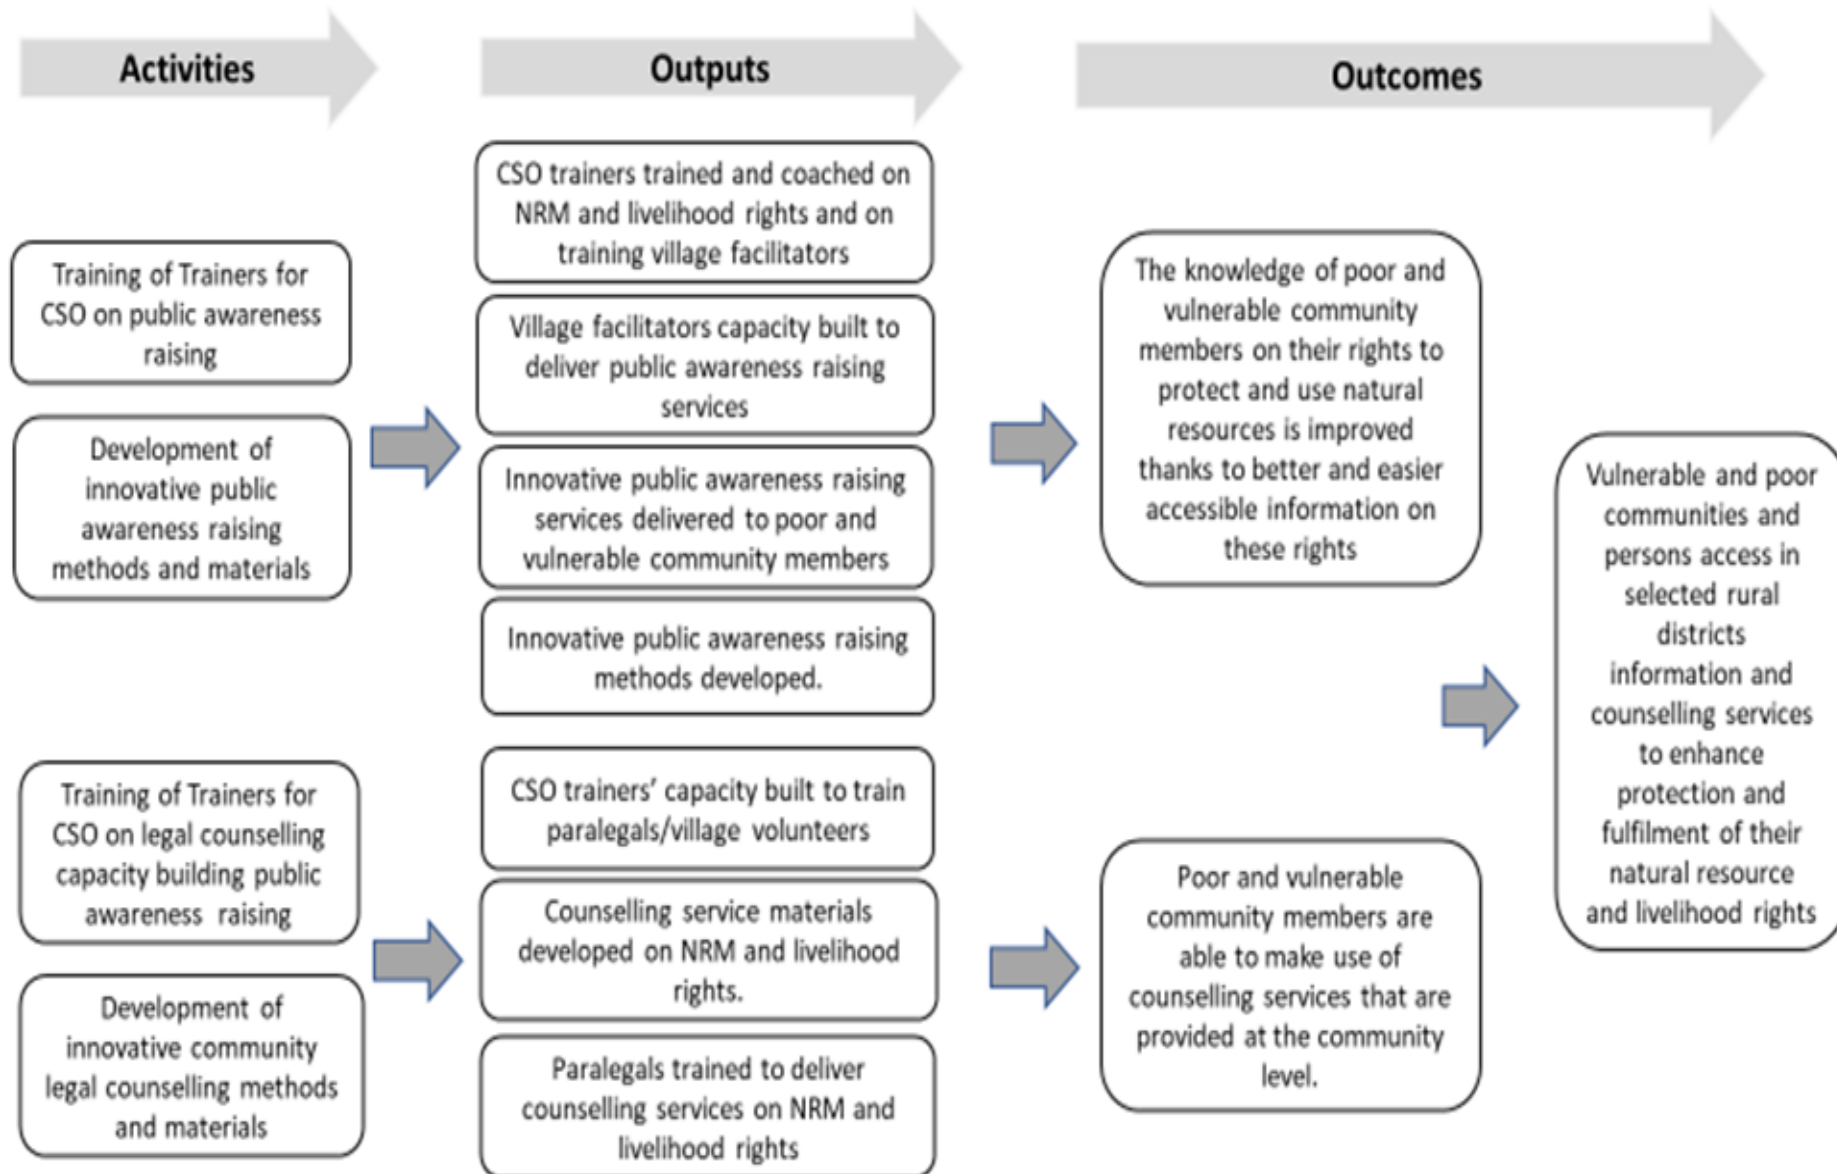 Activities
Outputs
Outcomes
Training of Trainers for
CSO on public awareness
raising
Development of
innovative public
awareness raising
methods and materials
Training of Trainers for
CSO on legal counselling
capacity building public
awareness raising
Development of
innovative community
legal counselling methods
and materials
CSO trainers trained and coached on
NRM and livelihood rights and on
training village facilitators
Village facilitators capacity built to
deliver public awareness raising
services
Innovative public awareness raising
services delivered to poor and
vulnerable community members
Innovative public awareness raising
methods developed.
CSO trainers’ capacity built to train
paralegals/village volunteers
Counselling service materials
developed on NRM and livelihood
rights.
Paralegals trained to deliver
counselling services on NRM and
livelihood rights
The knowledge of poor and
vulnerable community
members on their rights to
protect and use natural
resources is improved
thanks to better and easier
accessible information on
these rights
Poor and vulnerable
community members are
able to make use of
counselling services that are
provided at the community
level.
Vulnerable and poor
communities and
persons access in
selected rural
districts
information and
counselling services
to enhance
protection and
fulfilment of their
natural resource
and livelihood rights